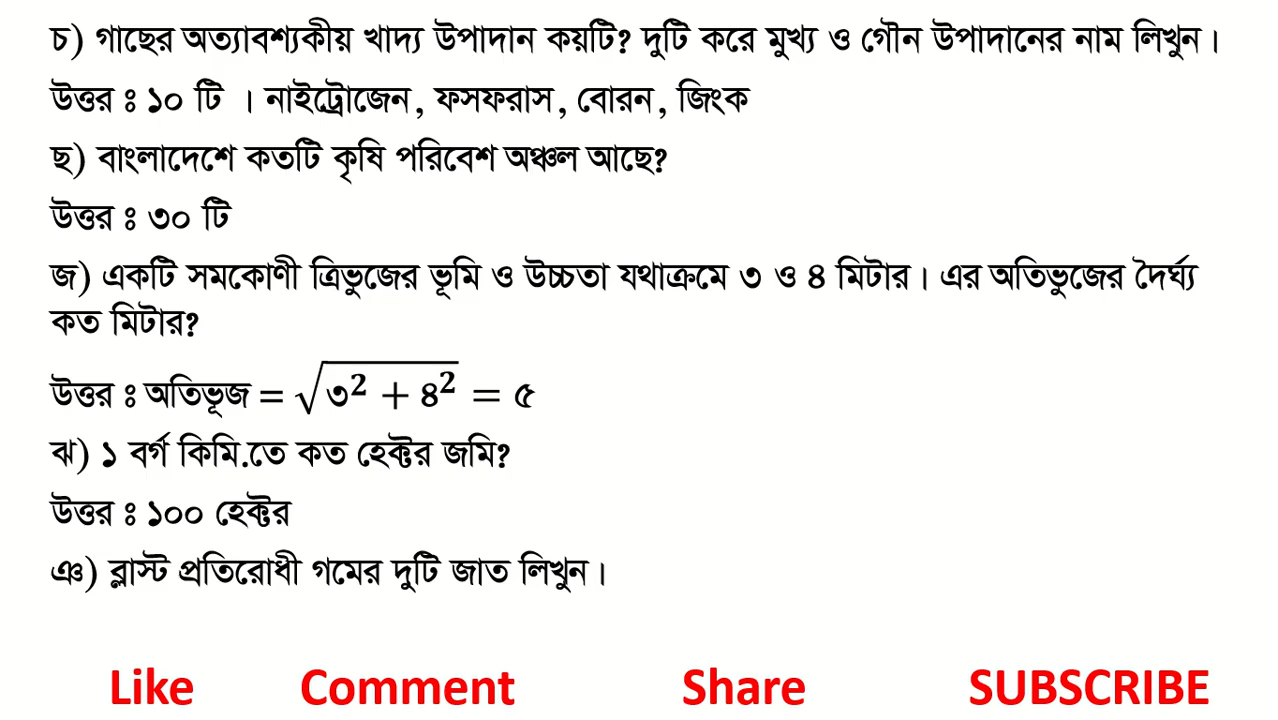 চ) গাছের অত্যাবশ্যকীয় খাদ্য উপাদান কয়টি? দুটি করে মুখ্য ও গৌন উপাদানের নাম লিখুন।
উত্তর ঃ ১০ টি । নাইট্রোজেন, ফসফরাস, বোরন, জিংক
ছ) বাংলাদেশে কতটি কৃষি পরিবেশ অঞ্চল আছে?
উত্তর ঃ ৩০ টি
জ) একটি সমকোণী ত্রিভুজের ভূমি ও উচ্চতা যথাক্রমে ৩ ও ৪ মিটার। এর অতিভুজের দৈর্ঘ্য
কত মিটার?
উত্তর ঃ অতিভূজ = √৩² + ৪² = ৫
ঝ) ১ বর্গ কিমি.তে কত হেক্টর জমি?
উত্তর ঃ ১০০ হেক্টর
ঞ) ব্লাস্ট প্রতিরোধী গমের দুটি জাত লিখুন।
Like Comment Share SUBSCRIBE